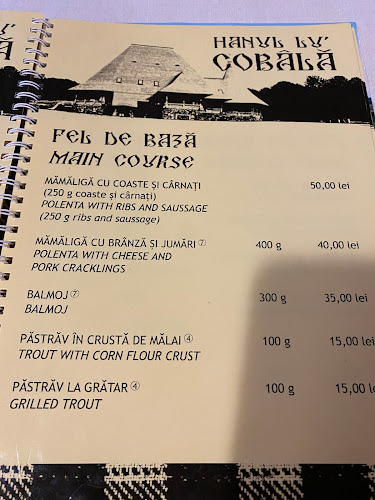 HANUL LU'
COBÂLĂ
FEL DE BAZĂ
MAIN COURSE
MĂMĂLIGĂ CU COASTE ȘI CÂRNAȚI 50,00 lei
(250 g coaste și cârnați)
POLENTA WITH RIBS AND SAUSAGE
(250 g ribs and saussage)
MĂMĂLIGĂ CU BRÂNZĂ ȘI JUMĂRI ⑦ 400 g 40,00 lei
POLENTA WITH CHEESE AND
PORK CRACKLINGS
BALMOJ ⑦ 300 g 35,00 lei
BALMOJ
PĂSTRĂV ÎN CRUSTĂ DE MĂLAI ④ 100 g 15,00 lei
TROUT WITH CORN FLOUR CRUST
PĂSTRĂV LA GRĂTAR ④ 100 g 15,00 le
GRILLED TROUT